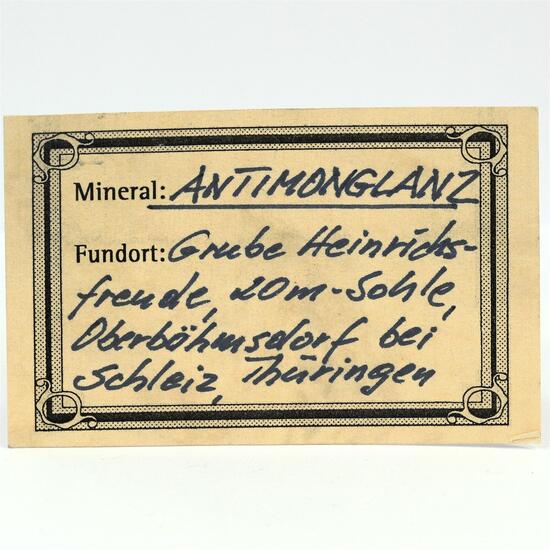 Mineral: ANTIMONGLANZ
Fundort: Grube Heinrichs-
freude, 20m-Sohle,
Oberböhmsdorf bei
Schleiz, Thüringen